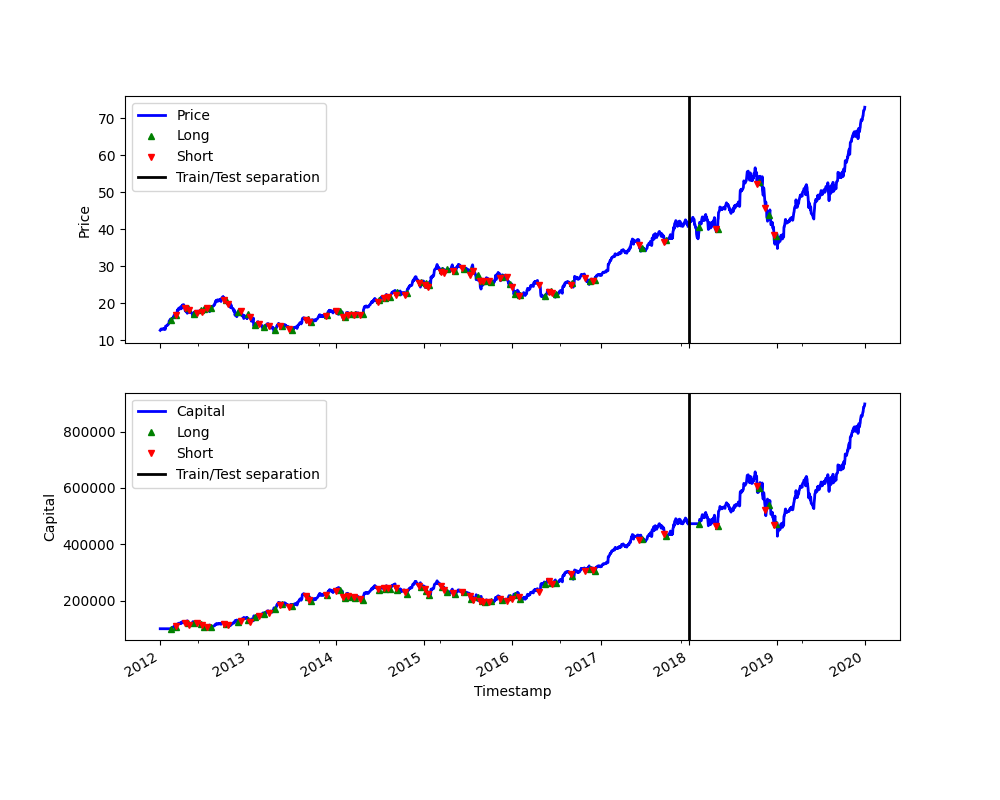 Price
Long
Short
Train/Test separation
70
60
50
40
30
20
10
Price
Capital
Long
Short
Train/Test separation
800000
600000
400000
200000
Capital
2012 2013 2014 2015 2016 2017 2018 2019 2020
Timestamp